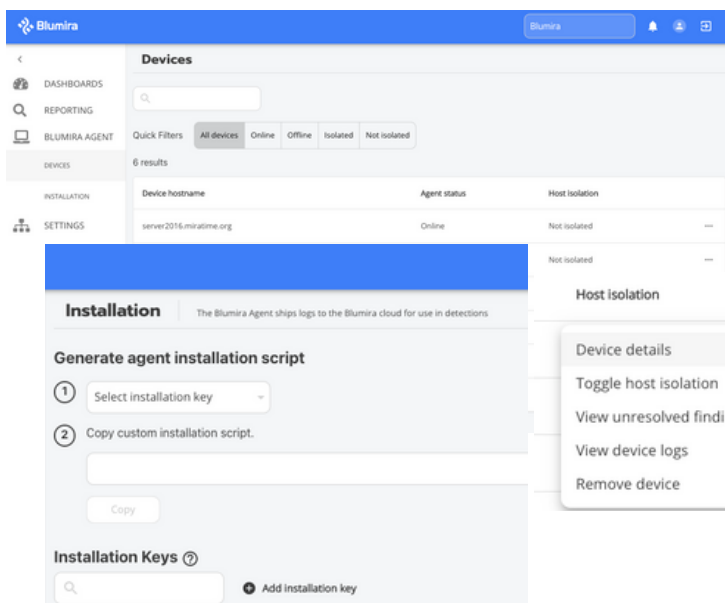 Blumira
Blumira
Devices
DASHBOARDS
REPORTING
BLUMIRA AGENT
DEVICES
INSTALLATION
SETTINGS
Quick Filters All devices Online Offline Isolated Not isolated
6 results
Device hostname Agent status Host isolation
server2016.miratime.org Online Not isolated ...
Not isolated ...
Installation The Blumira Agent ships logs to the Blumira cloud for use in detections
Generate agent installation script
1 Select installation key
2 Copy custom installation script.
Copy
Installation Keys ?
Add installation key
Host isolation
Device details
Toggle host isolation
View unresolved findi
View device logs
Remove device